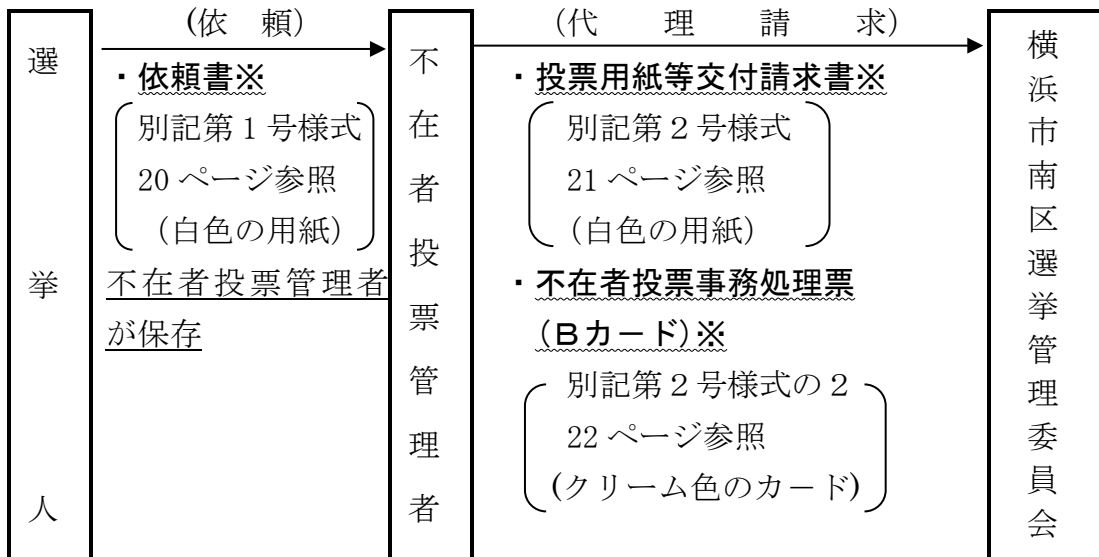 選挙人
(依　頼)
・依頼書※
別記第１号様式
20 ページ参照
（白色の用紙）
不在者投票管理者
が保存
不在者投票管理者
(代　理　請　求)
・投票用紙等交付請求書※
別記第２号様式
21 ページ参照
（白色の用紙）
・不在者投票事務処理票
（Ｂカード）※
別記第２号様式の２
22 ページ参照
(クリーム色のカード)
横浜市南区選挙管理委員会